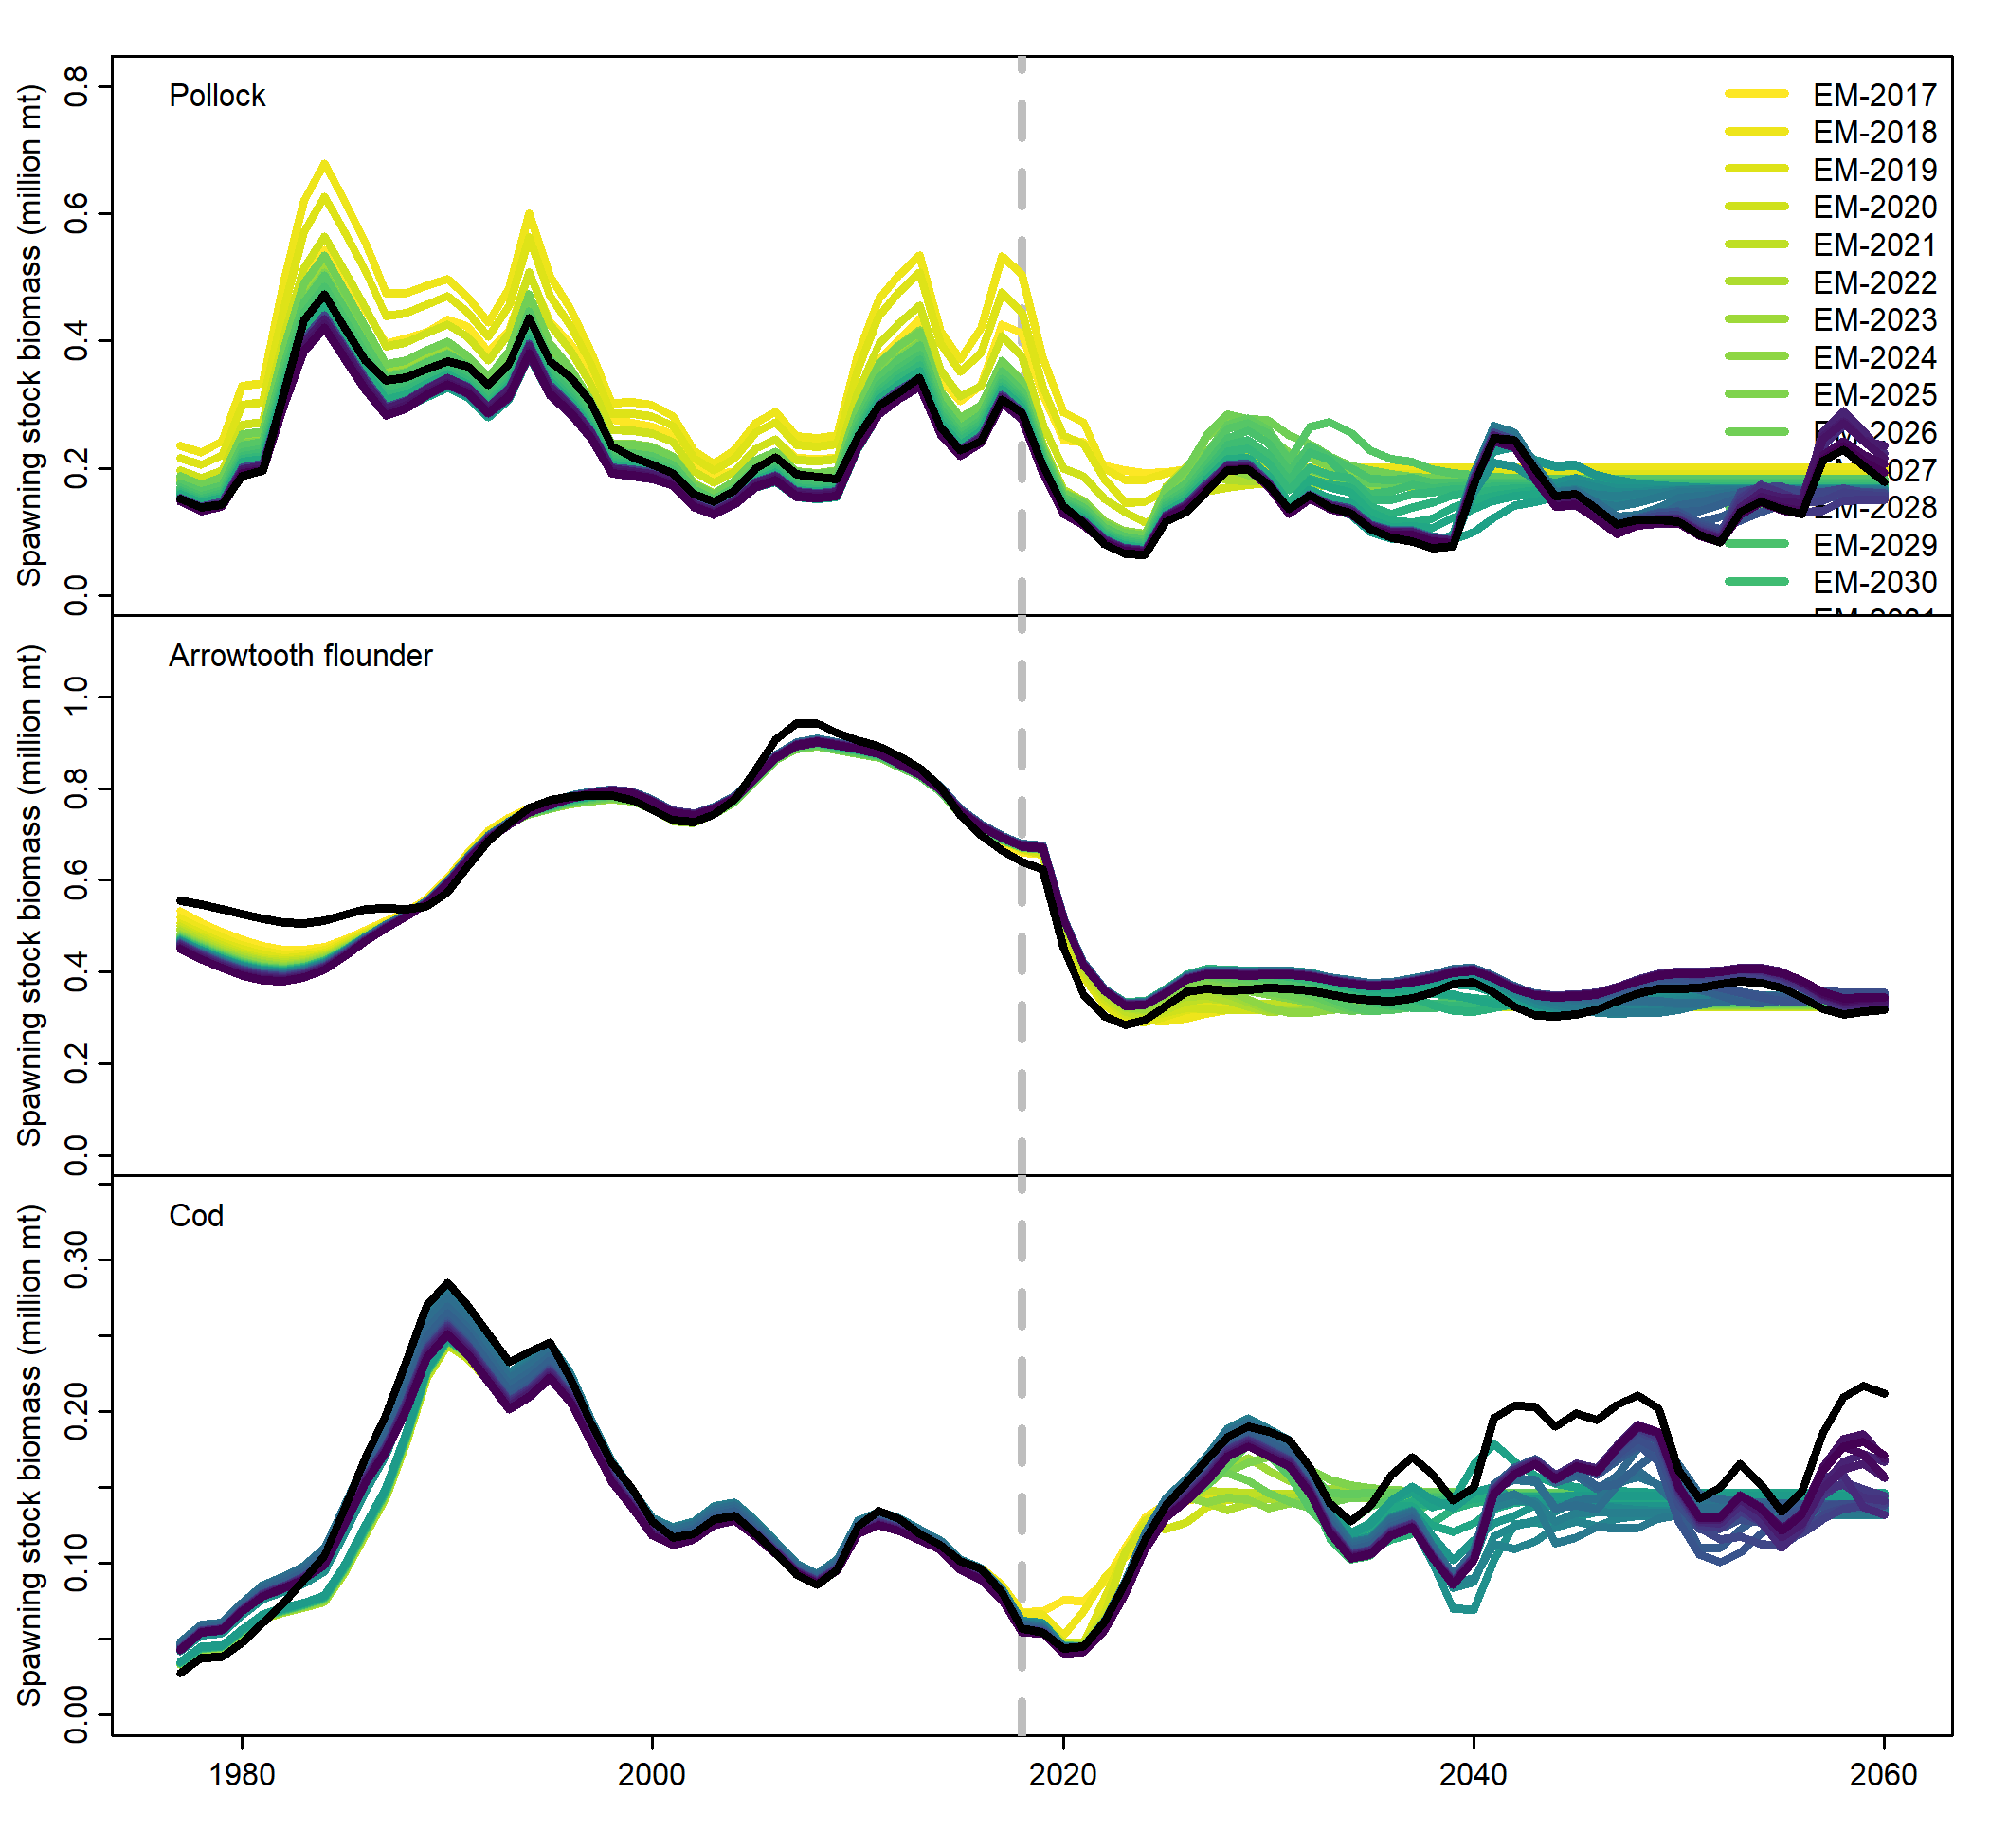 Pollock
Spawning stock biomass (million mt)
0.8
0.6
0.4
0.2
0.0
EM-2017
EM-2018
EM-2019
EM-2020
EM-2021
EM-2022
EM-2023
EM-2024
EM-2025
EM-2026
EM-2028
EM-2029
EM-2030
Arrowtooth flounder
Spawning stock biomass (million mt)
1.0
0.8
0.6
0.4
0.2
0.0
Cod
Spawning stock biomass (million mt)
0.30
0.20
0.10
0.00
1980 2000 2020 2040 2060